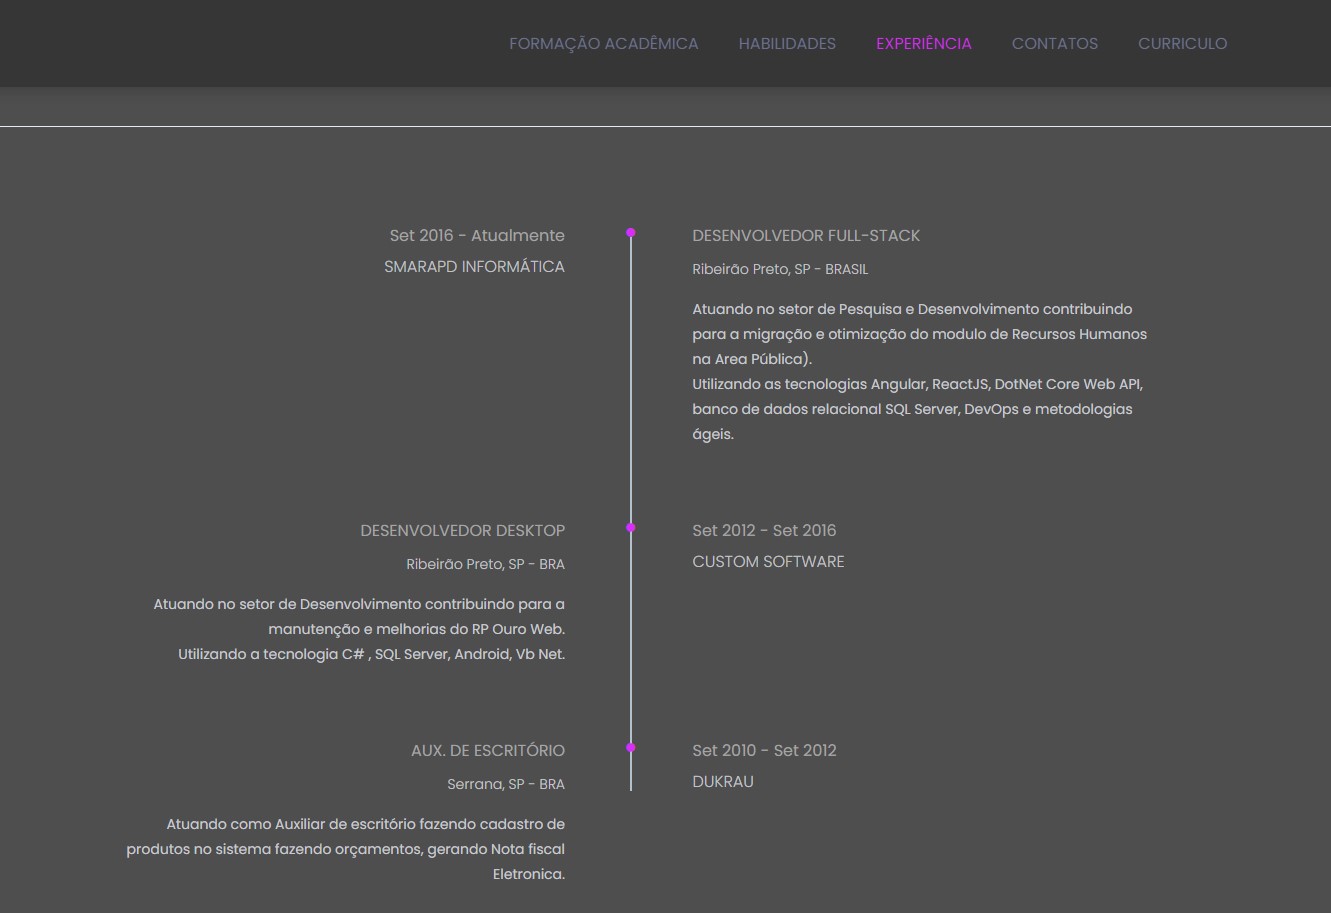 FORMAÇÃO ACADÊMICA HABILIDADES EXPERIÊNCIA CONTATOS CURRICULO
Set 2016 - Atualmente
SMARAPD INFORMÁTICA
DESENVOLVEDOR FULL-STACK
Ribeirão Preto, SP - BRASIL
Atuando no setor de Pesquisa e Desenvolvimento contribuindo
para a migração e otimização do modulo de Recursos Humanos
na Area Pública).
Utilizando as tecnologias Angular, ReactJS, DotNet Core Web API,
banco de dados relacional SQL Server, DevOps e metodologias
ágeis.
DESENVOLVEDOR DESKTOP
Ribeirão Preto, SP - BRA
Atuando no setor de Desenvolvimento contribuindo para a
manutenção e melhorias do RP Ouro Web.
Utilizando a tecnologia C# , SQL Server, Android, Vb Net.
Set 2012 - Set 2016
CUSTOM SOFTWARE
AUX. DE ESCRITÓRIO
Serrana, SP - BRA
Atuando como Auxiliar de escritório fazendo cadastro de
produtos no sistema fazendo orçamentos, gerando Nota fiscal
Eletronica.
Set 2010 - Set 2012
DUKRAU